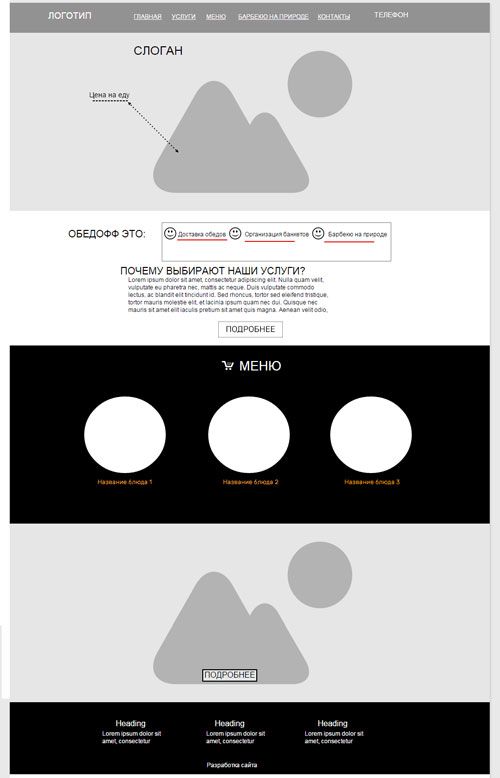 ЛОГОТИП ГЛАВНАЯ УСЛУГИ МЕНЮ БАРБЕКЮ НА ПРИРОДЕ КОНТАКТЫ ТЕЛЕФОН
СЛОГАН
Цена на еду
ОБЕДОФФ ЭТО: Доставка обедов Организация банкетов Барбекю на природе
ПОЧЕМУ ВЫБИРАЮТ НАШИ УСЛУГИ?
Lorem ipsum dolor sit amet, consectetur adipiscing elit. Nulla quam velit,
vulputate eu pharetra nec, mattis ac neque. Duis vulputate commodo
lectus, ac blandit elit tincidunt id. Sed rhoncus, tortor sed eleifend tristique,
tortor mauris molestie elit, et lacinia ipsum quam nec dui. Quisque nec
mauris sit amet elit iaculis pretium sit amet quis magna. Aenean velit odio,
ПОДРОБНЕЕ
МЕНЮ
Название блюда 1 Название блюда 2 Название блюда 3
ПОДРОБНЕЕ
Heading Heading Heading
Lorem ipsum dolor sit Lorem ipsum dolor sit Lorem ipsum dolor sit
amet, consectetur amet, consectetur amet, consectetur
Разработка сайта